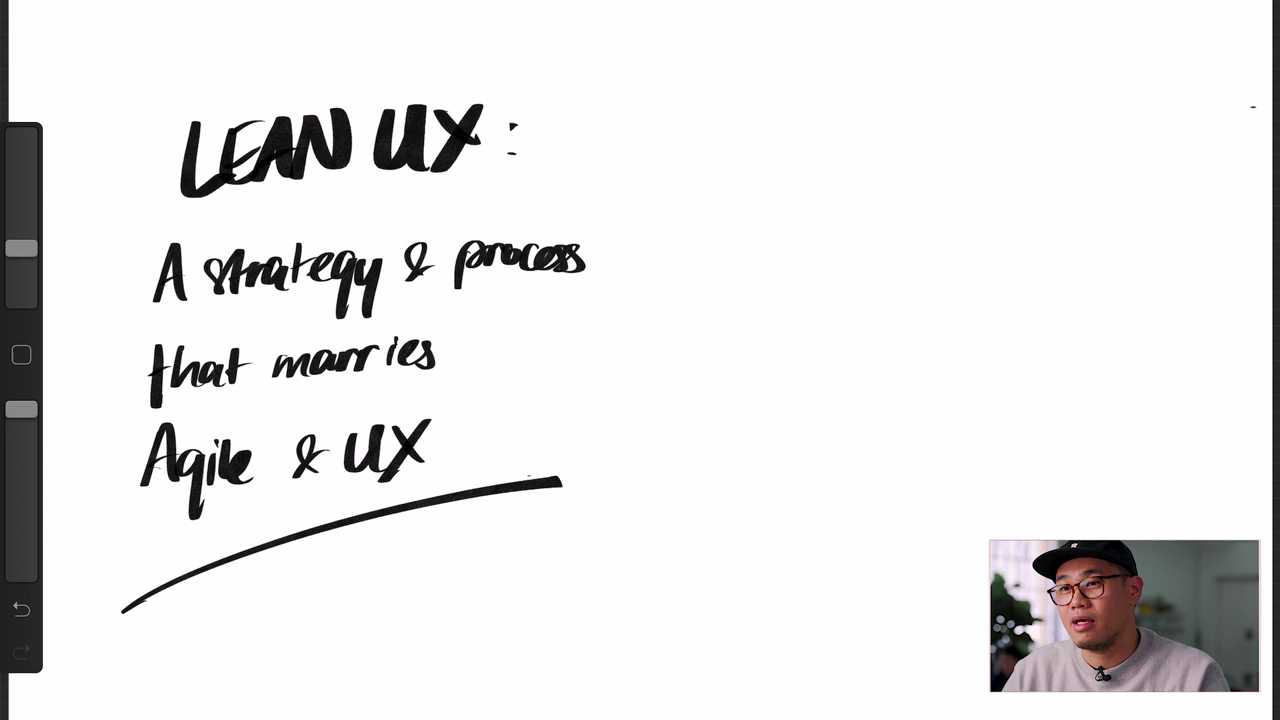 LEAN UX:
A strategy & process
that marries
Agile & UX